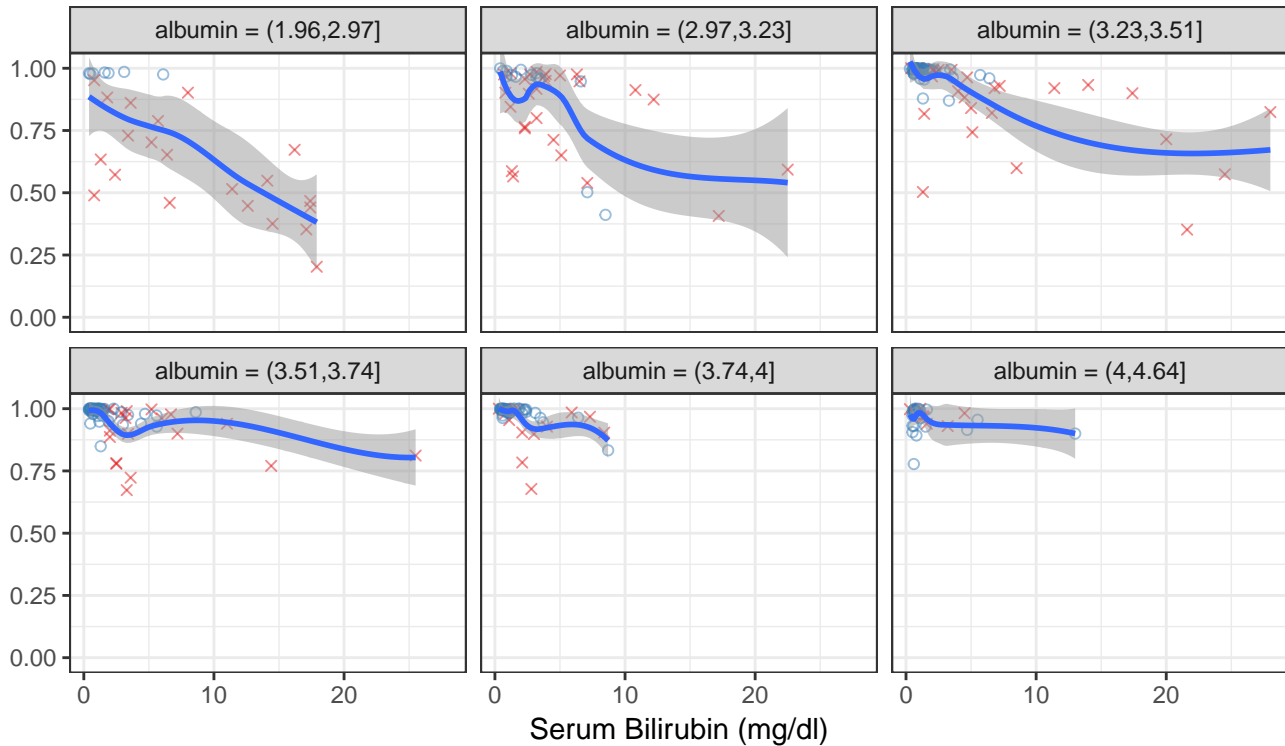 albumin = (1.96,2.97]
albumin = (2.97,3.23]
albumin = (3.23,3.51]
1.00
0.75
0.50
0.25
0.00
albumin = (3.51,3.74]
albumin = (3.74,4]
albumin = (4,4.64]
1.00
0.75
0.50
0.25
0.00
0 10 20 0 10 20 0 10 20
Serum Bilirubin (mg/dl)